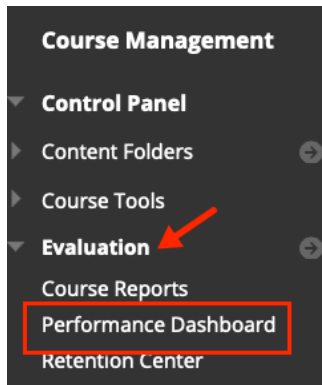 Course Management
Control Panel
Content Folders
Course Tools
Evaluation
Course Reports
Performance Dashboard
Retention Center